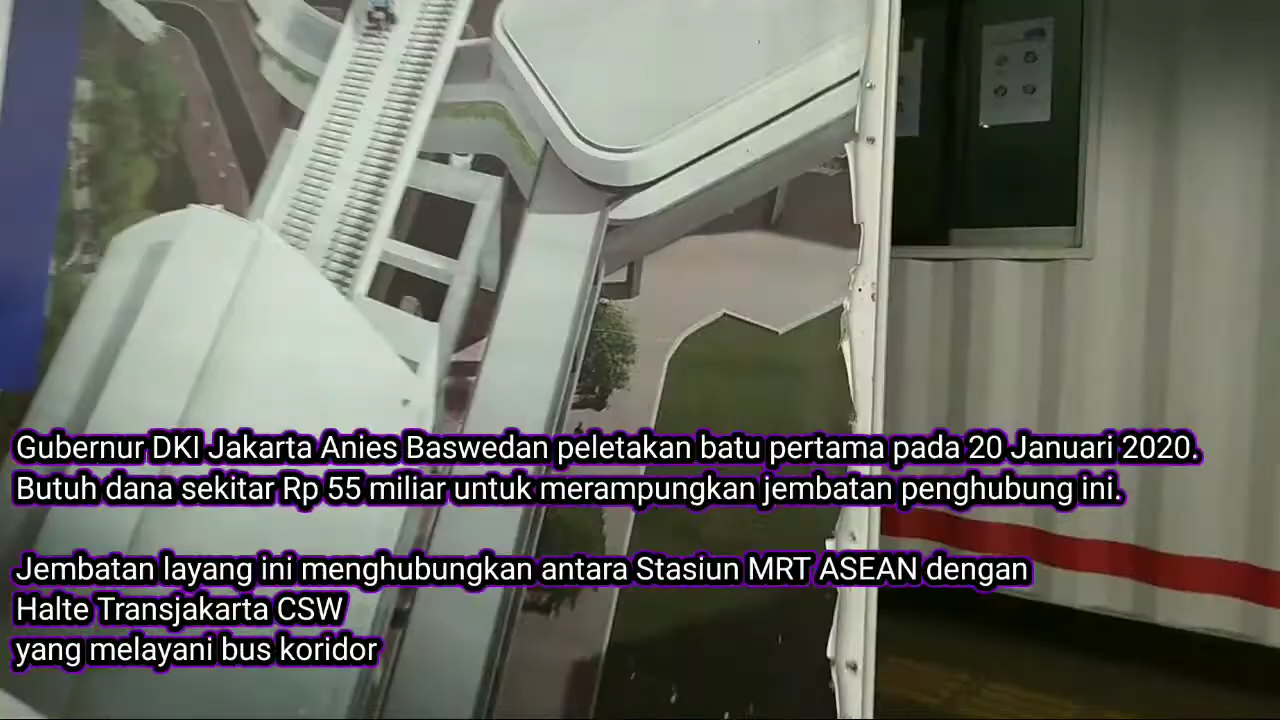 Gubernur DKI Jakarta Anies Baswedan peletakan batu pertama pada 20 Januari 2020.
Butuh dana sekitar Rp 55 miliar untuk merampungkan jembatan penghubung ini.
Jembatan layang ini menghubungkan antara Stasiun MRT ASEAN dengan
Halte Transjakarta CSW
yang melayani bus koridor